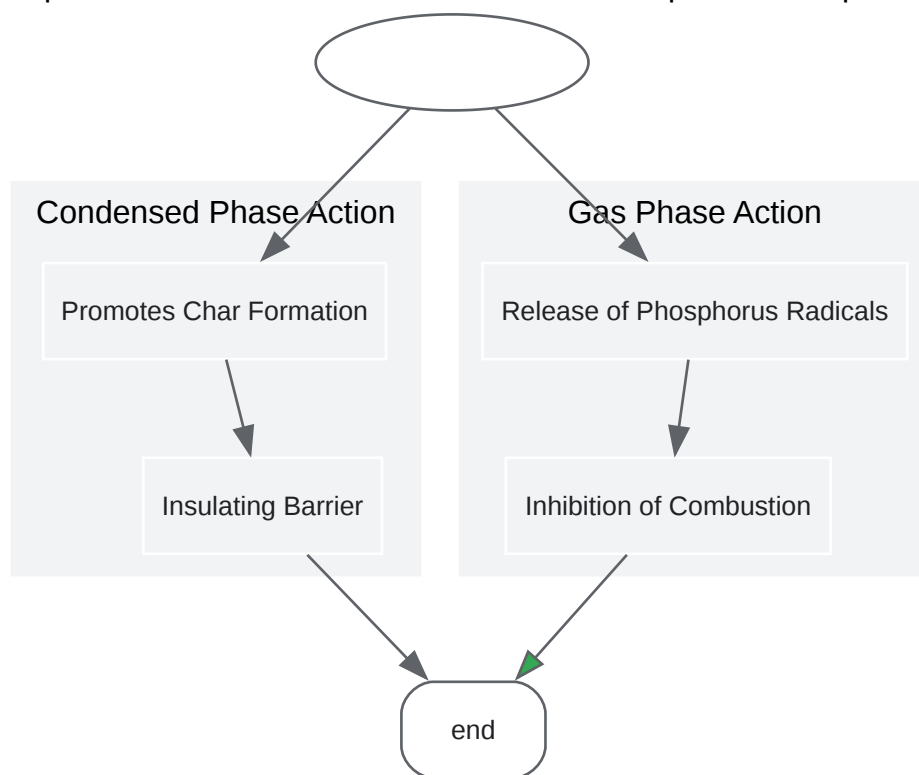 Condensed Phase Action
Gas Phase Action
Promotes Char Formation
Release of Phosphorus Radicals
Insulating Barrier
Inhibition of Combustion
end